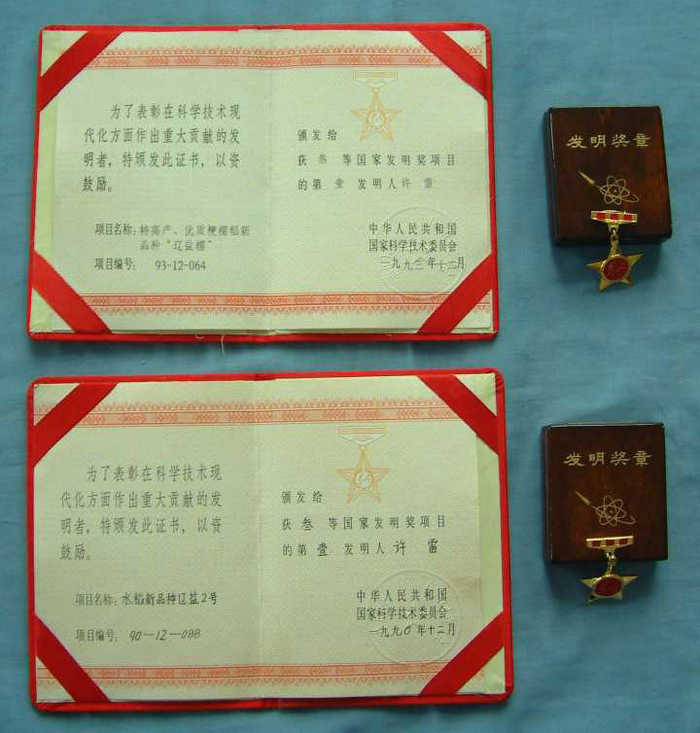 为了表彰在科学技术现
代化方面作出重大贡献的发
明者，特颁发此证书，以资
鼓励。
项目名称：特高产、优质粳糯稻新
品种“辽盐糯”
项目编号： 93-12-064
颁发给
获 叁 等国家发明奖项目
的第 壹 发明人 许 雷
中华人民共和国
国家科学技术委员会
一九九三年十二月
发明奖章
为了表彰在科学技术现
代化方面作出重大贡献的发
明者，特颁发此证书，以资
鼓励。
项目名称：水稻新品种辽盐2号
项目编号： 90-12-088
颁发给
获 叁 等国家发明奖项目
的第 壹 发明人 许 雷
中华人民共和国
国家科学技术委员会
一九九〇年十二月
发明奖章